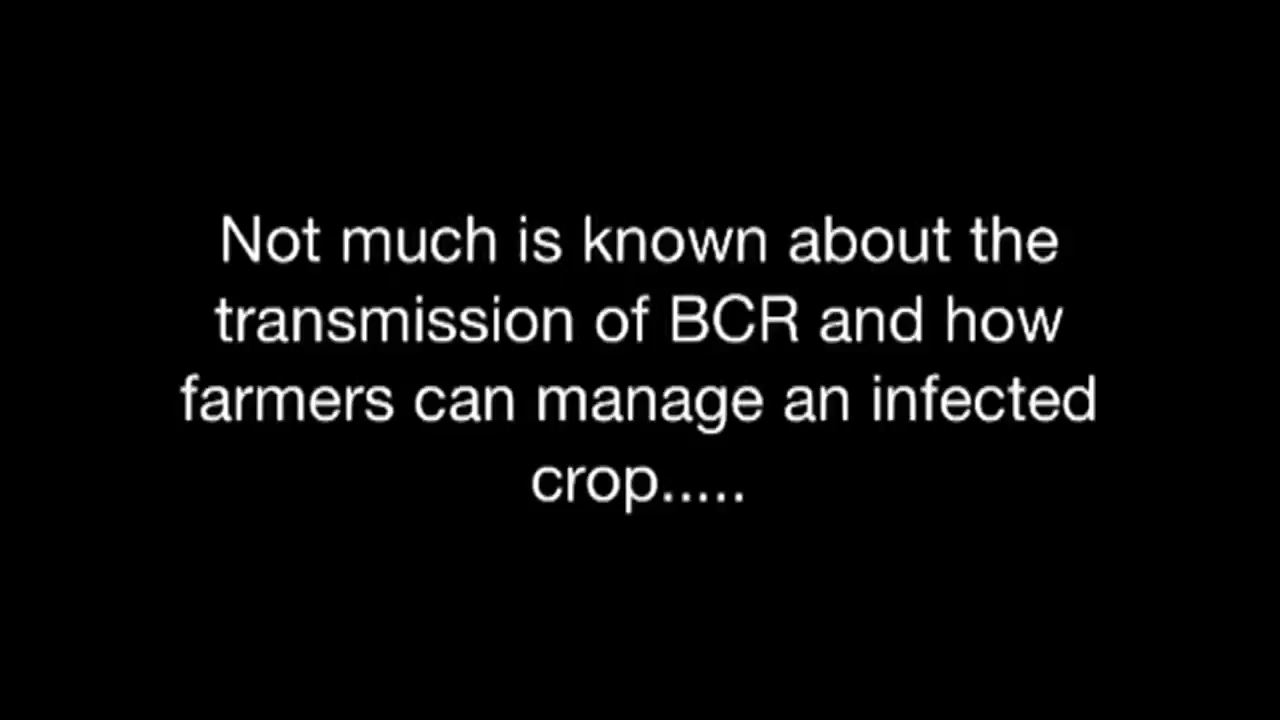 Not much is known about the
transmission of BCR and how
farmers can manage an infected
crop.....